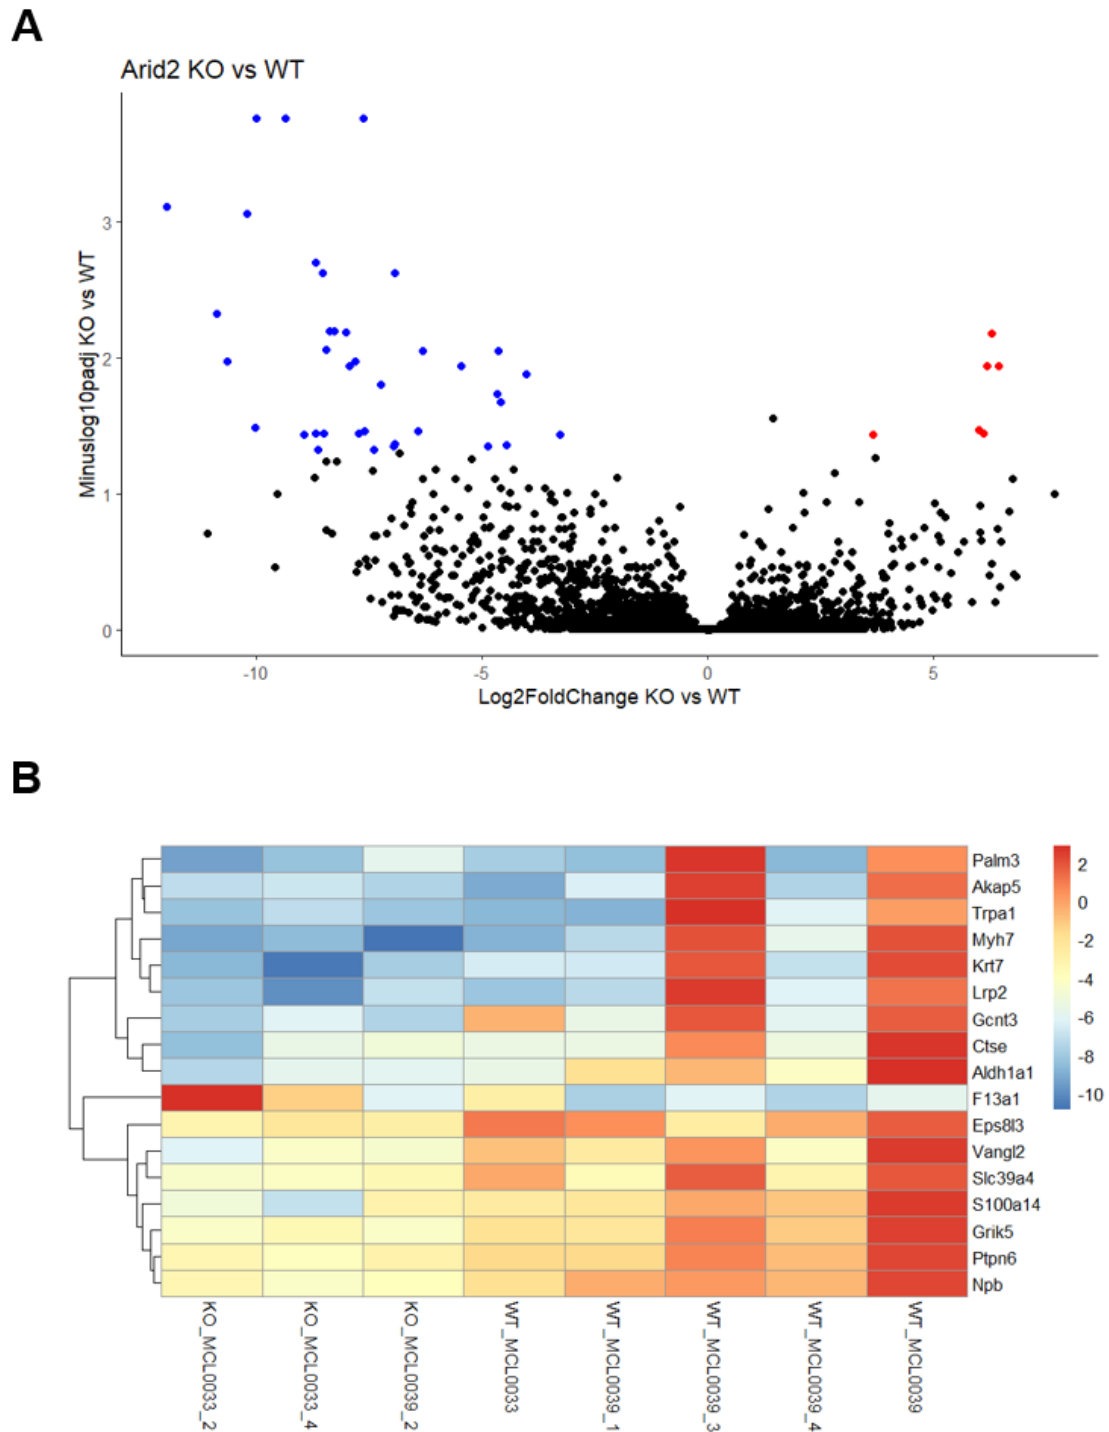 A
Arid2 KO vs WT
Minuslog10padj KO vs WT
3
2
1
0
-10
-5
0
5
Log2FoldChange KO vs WT
B
Palm3
Akap5
Trpa1
Myh7
Krt7
Lrp2
Gcnt3
Ctse
Aldh1a1
F13a1
Eps8l3
Vangl2
Slc39a4
S100a14
Grik5
Ptpn6
Npb
2
0
-2
-4
-6
-8
-10
KO_MCL0033_2
KO_MCL0033_4
KO_MCL0039_2
WT_MCL0033
WT_MCL0039_1
WT_MCL0039_3
WT_MCL0039_4
WT_MCL0039